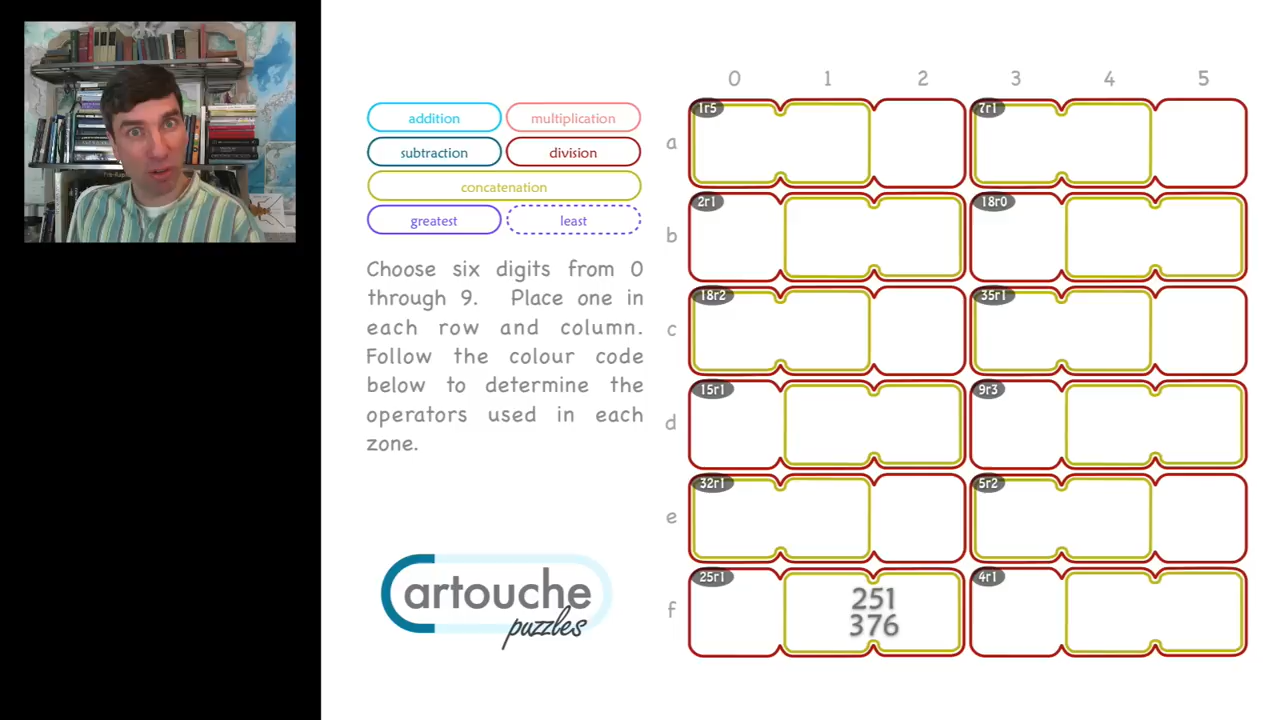 0 1 2 3 4 5
addition multiplication
subtraction division
concatenation
greatest least
Choose six digits from 0
through 9. Place one in
each row and column.
Follow the colour code
below to determine the
operators used in each
zone.
artouche
puzzles
a 1r5 7r1
b 2r1 18r0
c 18r2 35r1
d 15r1 9r3
e 32r1 5r2
f 25r1 4r1
251
376